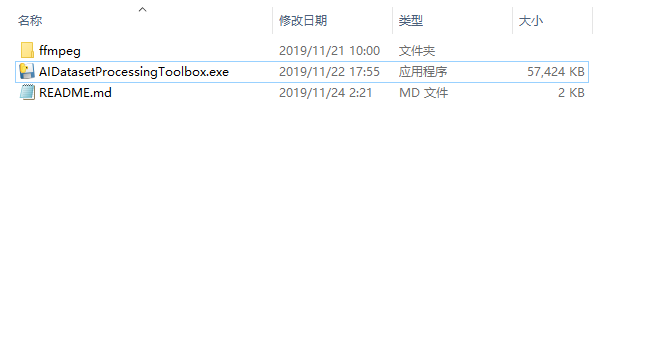 名称 修改日期 类型 大小
ffmpeg 2019/11/21 10:00 文件夹
AIDatasetProcessingToolbox.exe 2019/11/22 17:55 应用程序 57,424 KB
README.md 2019/11/24 2:21 MD 文件 2 KB